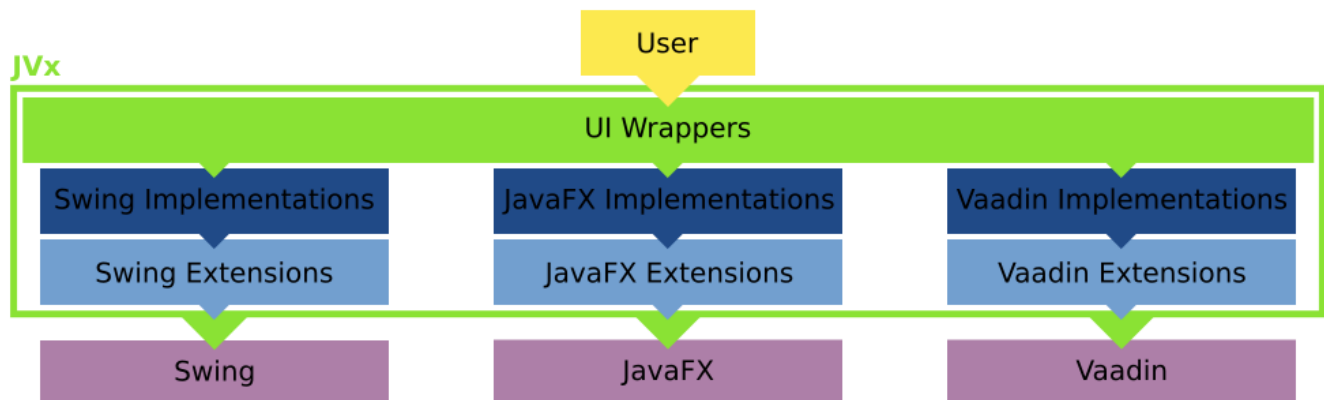 User
JVx
UI Wrappers
Swing Implementations
JavaFX Implementations
Vaadin Implementations
Swing Extensions
JavaFX Extensions
Vaadin Extensions
Swing
JavaFX
Vaadin